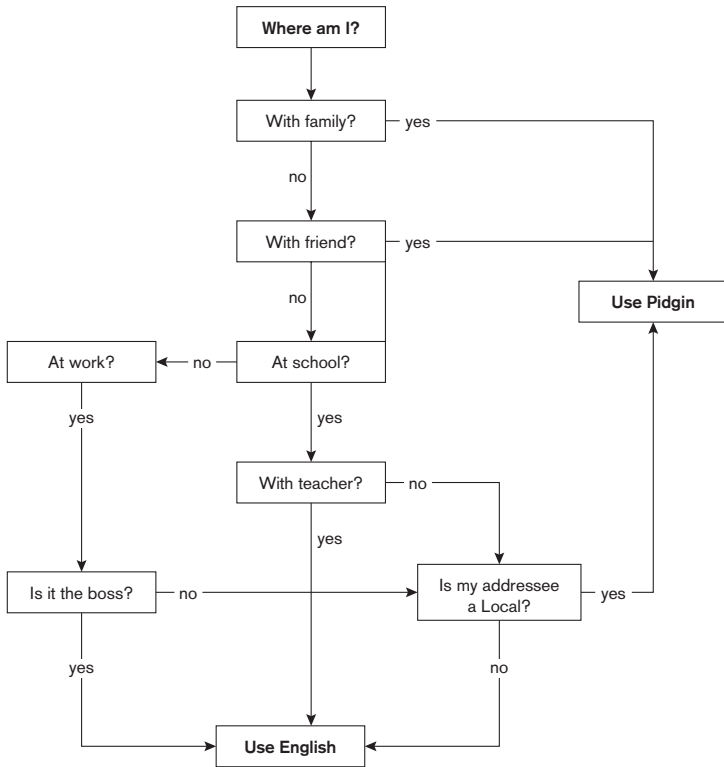 Where am I?
With family?
yes
no
With friend?
yes
Use Pidgin
no
At work?
no
At school?
yes
yes
With teacher?
no
yes
Is it the boss?
no
Is my addressee
a Local?
yes
yes
no
Use English